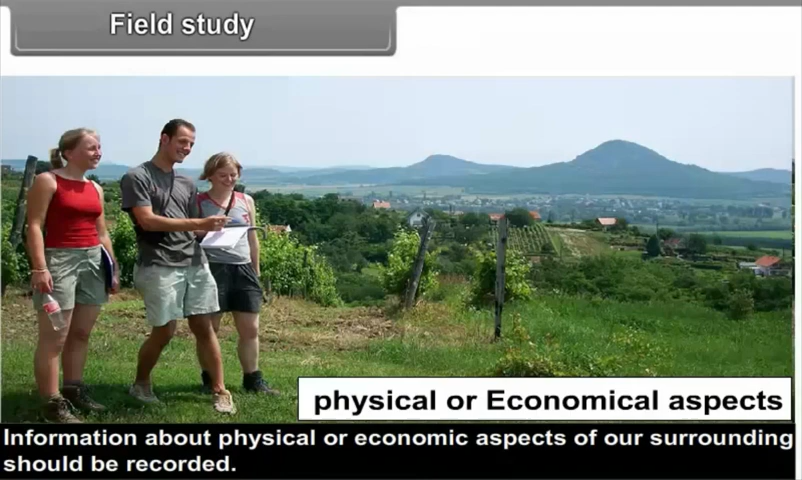 Field study
physical or Economical aspects
Information about physical or economic aspects of our surrounding
should be recorded.